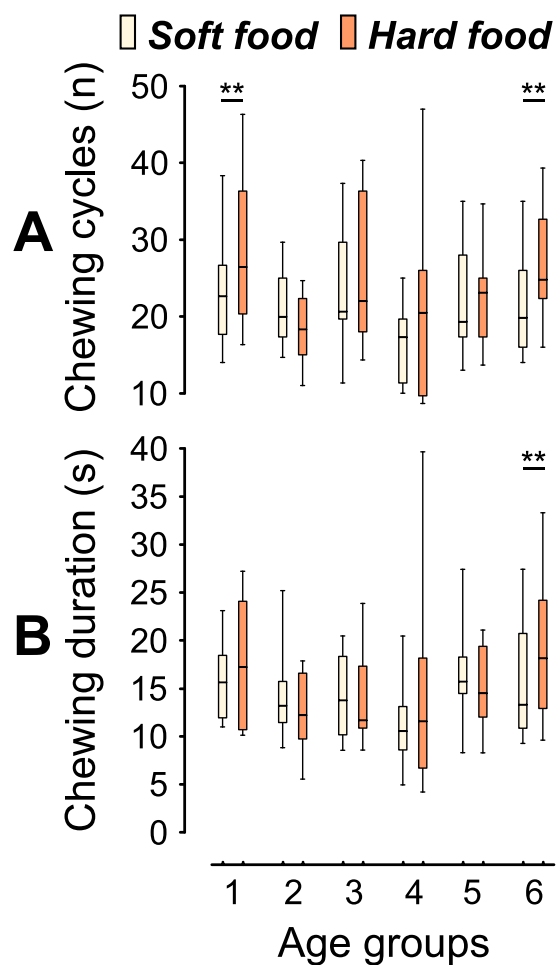 Soft food Hard food
A
Chewing cycles (n)
50
40
30
20
10
** **
B
Chewing duration (s)
40
35
30
25
20
15
10
5
0
**
1 2 3 4 5 6
Age groups